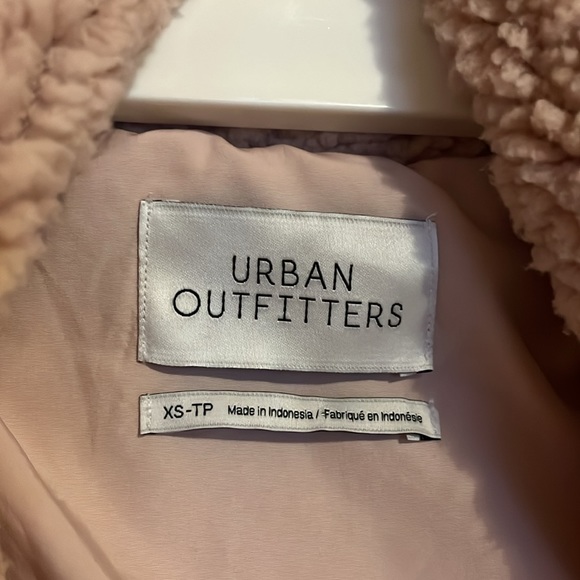 URBAN
OUTFITTERS
XS-TP Made in Indonesia / Fabriqué en Indonésie